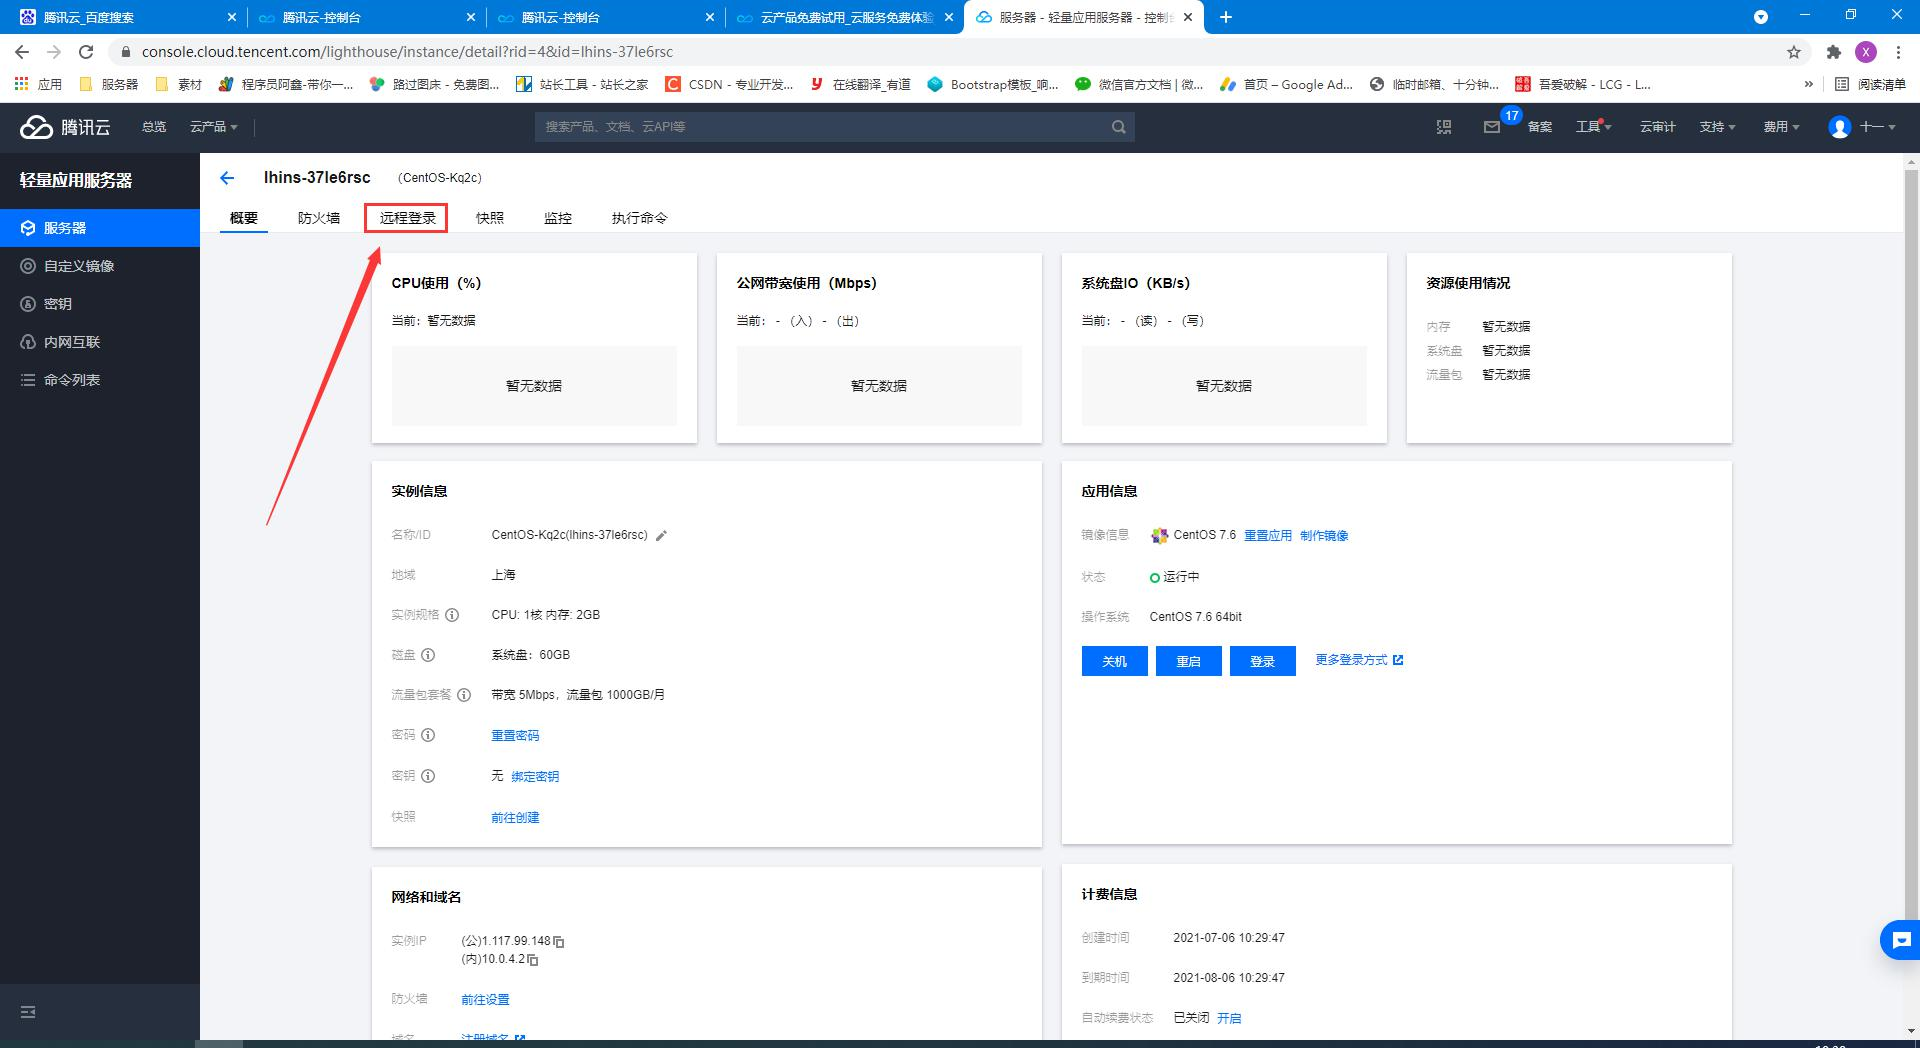 腾讯云_百度搜索
腾讯云-控制台
腾讯云-控制台
云产品免费试用_云服务免费体验
服务器 - 轻量应用服务器 - 控制台
console.cloud.tencent.com/lighthouse/instance/detail?rid=4&id=lhins-37le6rsc
X
应用
服务器
素材
程序员阿鑫-带你一...
路过图床 - 免费图...
站长工具 - 站长之家
CSDN - 专业开发...
在线翻译_有道
Bootstrap模板_响...
微信官方文档 | 微...
首页 – Google Ad...
临时邮箱、十分钟...
吾爱破解 - LCG - L...
»
阅读清单
腾讯云
总览
云产品
搜索产品、文档、云API等
17
备案
工具
云审计
支持
费用
十一
轻量应用服务器
服务器
自定义镜像
密钥
内网互联
命令列表
lhins-37le6rsc
(CentOS-Kq2c)
概要
防火墙
远程登录
快照
监控
执行命令
CPU使用（%）
当前：暂无数据
暂无数据
公网带宽使用（Mbps）
当前： - （入） - （出）
暂无数据
系统盘IO（KB/s）
当前： - （读） - （写）
暂无数据
资源使用情况
内存 暂无数据
系统盘 暂无数据
流量包 暂无数据
实例信息
名称/ID CentOS-Kq2c(lhins-37le6rsc)
地域 上海
实例规格 CPU: 1核 内存: 2GB
磁盘 系统盘：60GB
流量包套餐 带宽 5Mbps，流量包 1000GB/月
密码 重置密码
密钥 无 绑定密钥
快照 前往创建
应用信息
镜像信息 CentOS 7.6 重置应用 制作镜像
状态 运行中
操作系统 CentOS 7.6 64bit
关机 重启 登录 更多登录方式
网络和域名
实例IP (公)1.117.99.148
(内)10.0.4.2
防火墙 前往设置
域名 注册域名
计费信息
创建时间 2021-07-06 10:29:47
到期时间 2021-08-06 10:29:47
自动续费状态 已关闭 开启